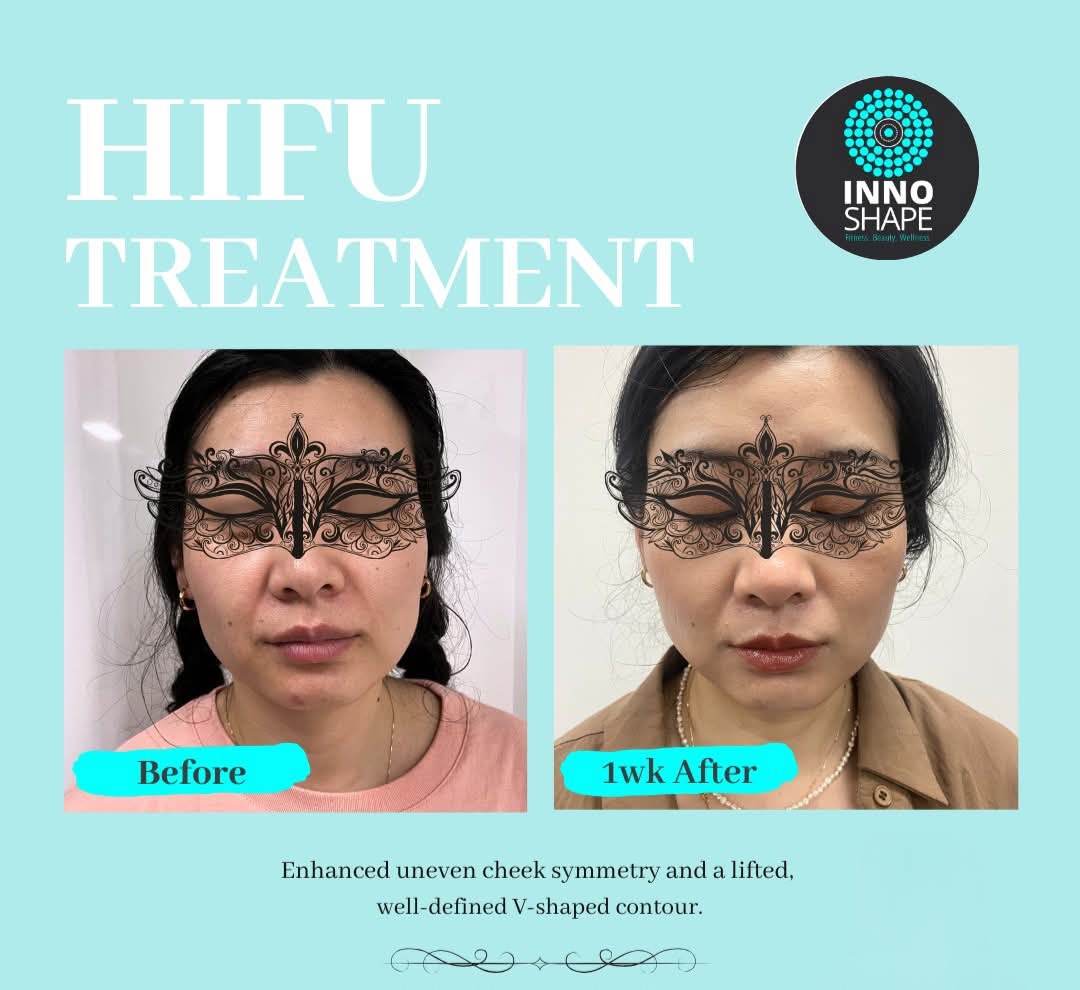 HIFU
TREATMENT
INNO
SHAPE
Fitness. Beauty. Wellness.
Before
1wk After
Enhanced uneven cheek symmetry and a lifted,
well-defined V-shaped contour.